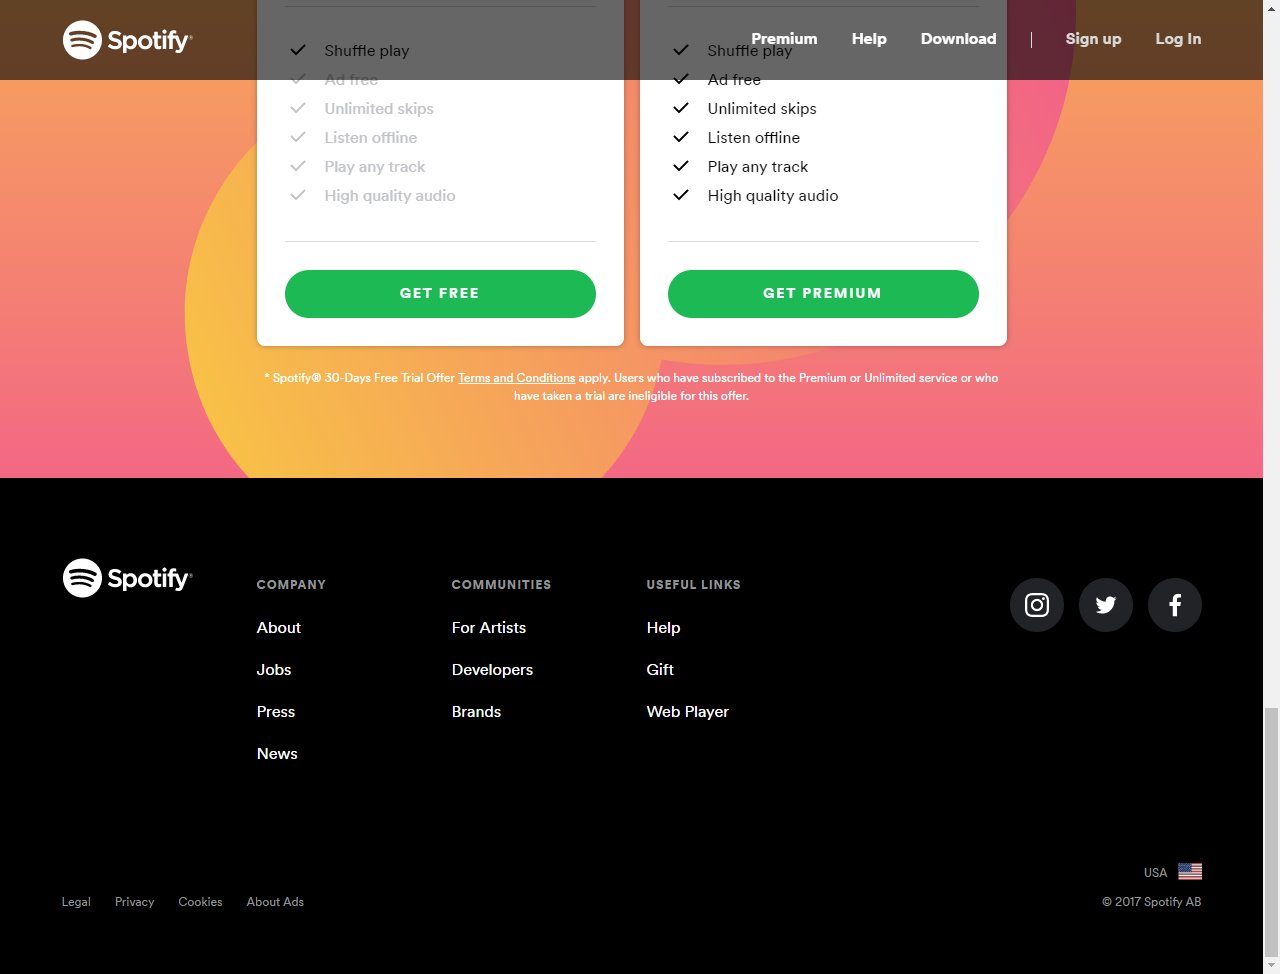 Spotify®
Premium
Help
Download
Sign up
Log In
Shuffle play
Ad free
Unlimited skips
Listen offline
Play any track
High quality audio
GET FREE
Shuffle play
Ad free
Unlimited skips
Listen offline
Play any track
High quality audio
GET PREMIUM
* Spotify® 30-Days Free Trial Offer Terms and Conditions apply. Users who have subscribed to the Premium or Unlimited service or who
have taken a trial are ineligible for this offer.
Spotify®
COMPANY
About
Jobs
Press
News
COMMUNITIES
For Artists
Developers
Brands
USEFUL LINKS
Help
Gift
Web Player
USA
Legal
Privacy
Cookies
About Ads
© 2017 Spotify AB